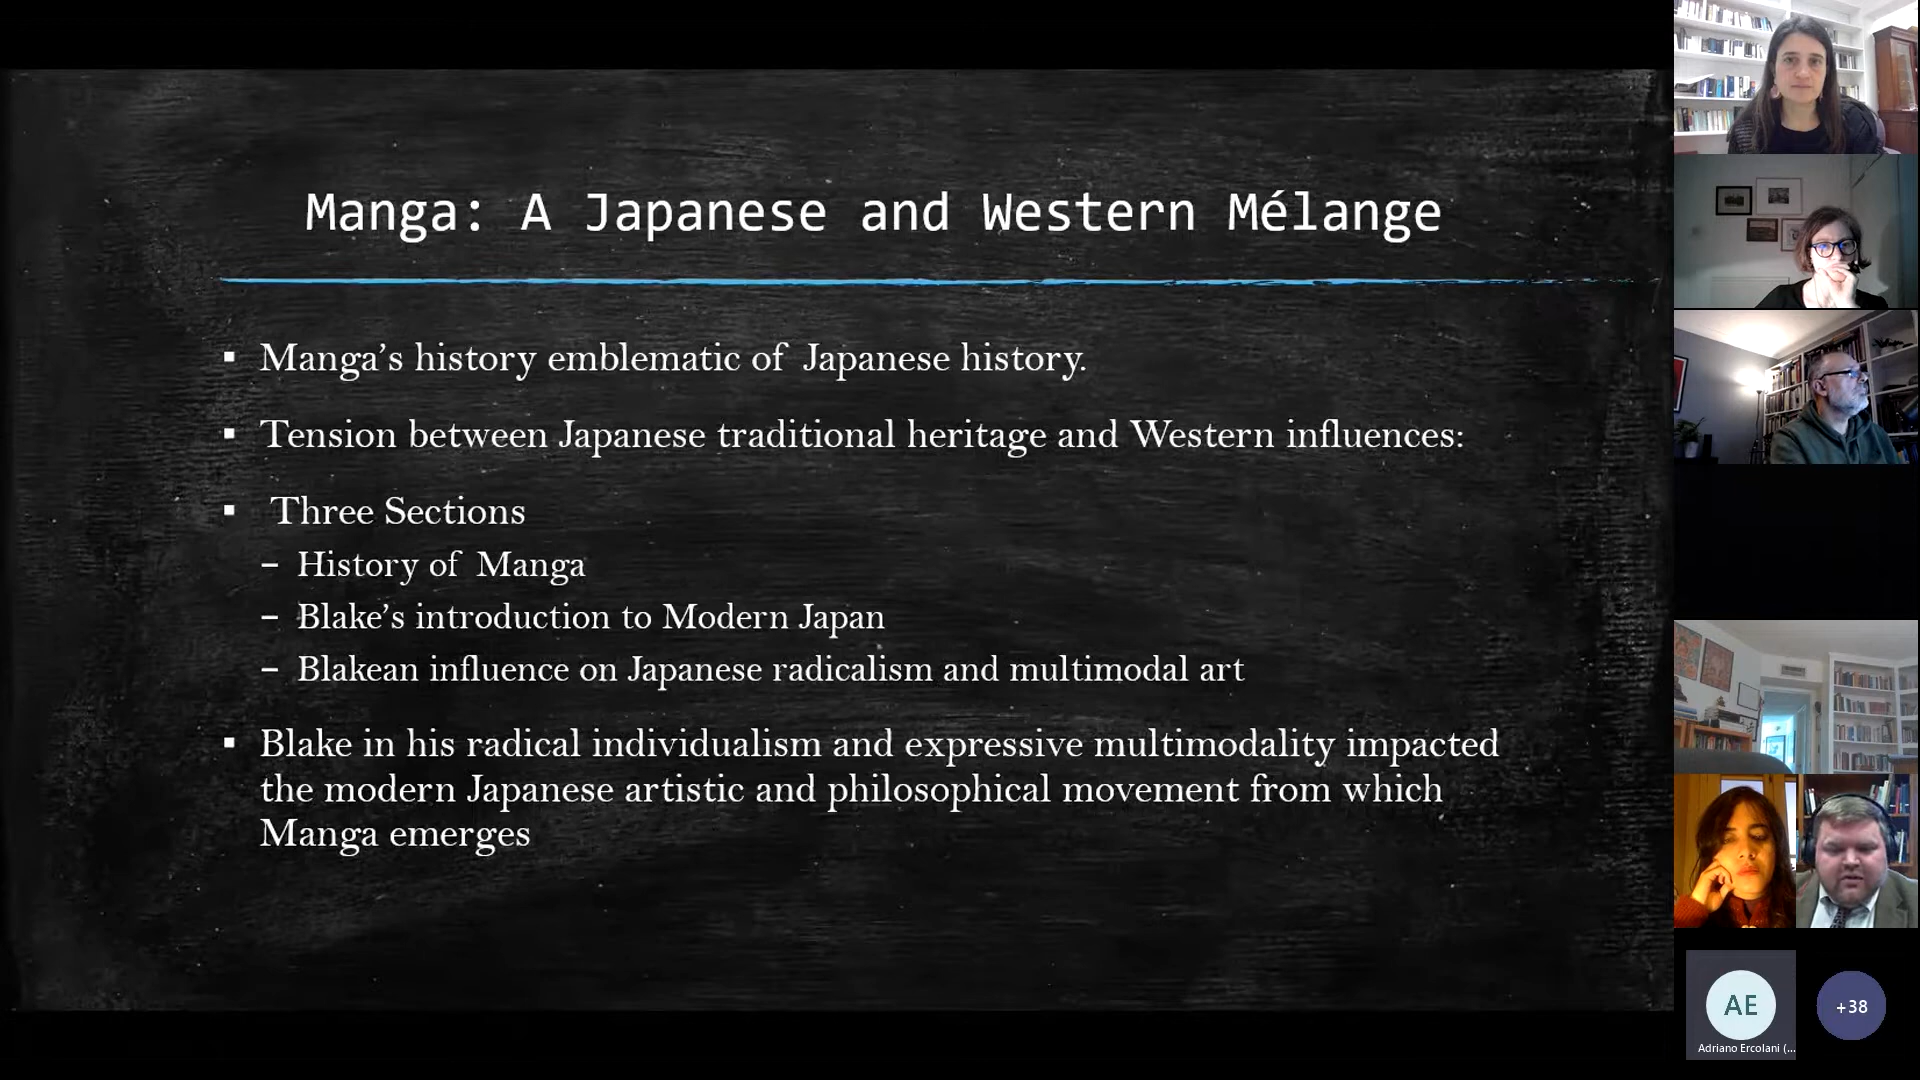 Manga: A Japanese and Western Mélange
▪ Manga’s history emblematic of Japanese history.
▪ Tension between Japanese traditional heritage and Western influences:
▪ Three Sections
– History of Manga
– Blake’s introduction to Modern Japan
– Blakean influence on Japanese radicalism and multimodal art
▪ Blake in his radical individualism and expressive multimodality impacted
the modern Japanese artistic and philosophical movement from which
Manga emerges
AE
+38
Adriano Ercolani (...